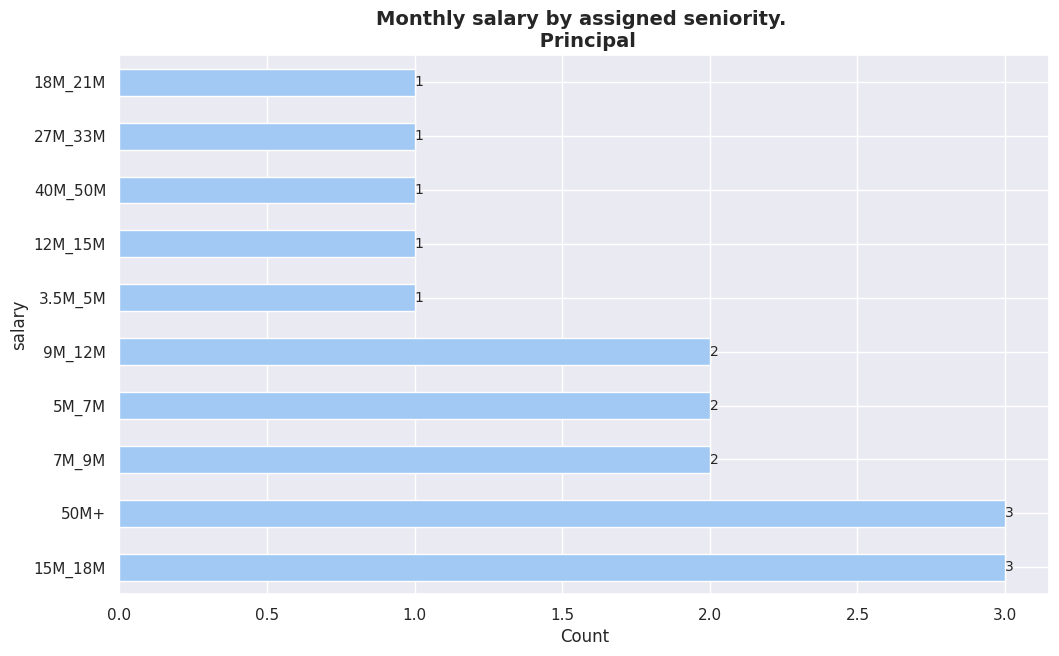 Monthly salary by assigned seniority.
Principal
18M_21M
1
27M_33M
1
40M_50M
1
12M_15M
1
3.5M_5M
1
salary
9M_12M
2
5M_7M
2
7M_9M
2
50M+
3
15M_18M
3
0.0 0.5 1.0 1.5 2.0 2.5 3.0
Count